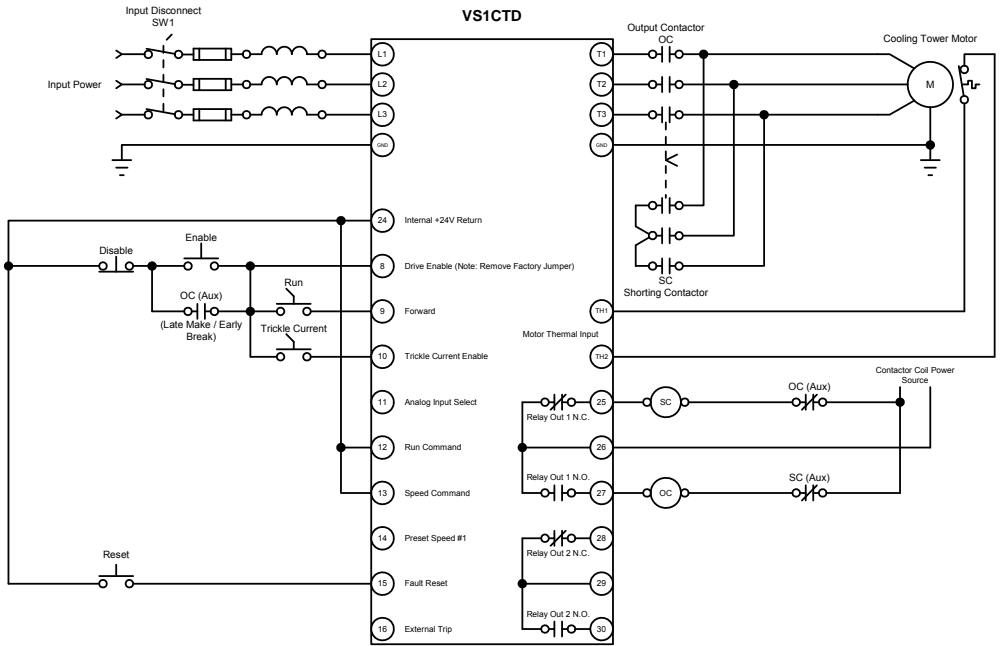 VS1CTD
Input Disconnect
SW1
Input Power
L1
L2
L3
GND
T1
T2
T3
GND
Output Contactor
OC
Cooling Tower Motor
M
SC
Shorting Contactor
24
Internal +24V Return
Disable
Enable
8
Drive Enable (Note: Remove Factory Jumper)
OC (Aux)
(Late Make / Early
Break)
Run
9
Forward
TH1
Motor Thermal Input
Trickle Current
10
Trickle Current Enable
TH2
Contactor Coil Power
Source
11
Analog Input Select
Relay Out 1 N.C.
25
SC
OC (Aux)
12
Run Command
26
13
Speed Command
Relay Out 1 N.O.
27
OC
SC (Aux)
14
Preset Speed #1
Relay Out 2 N.C.
28
Reset
15
Fault Reset
29
16
External Trip
Relay Out 2 N.O.
30